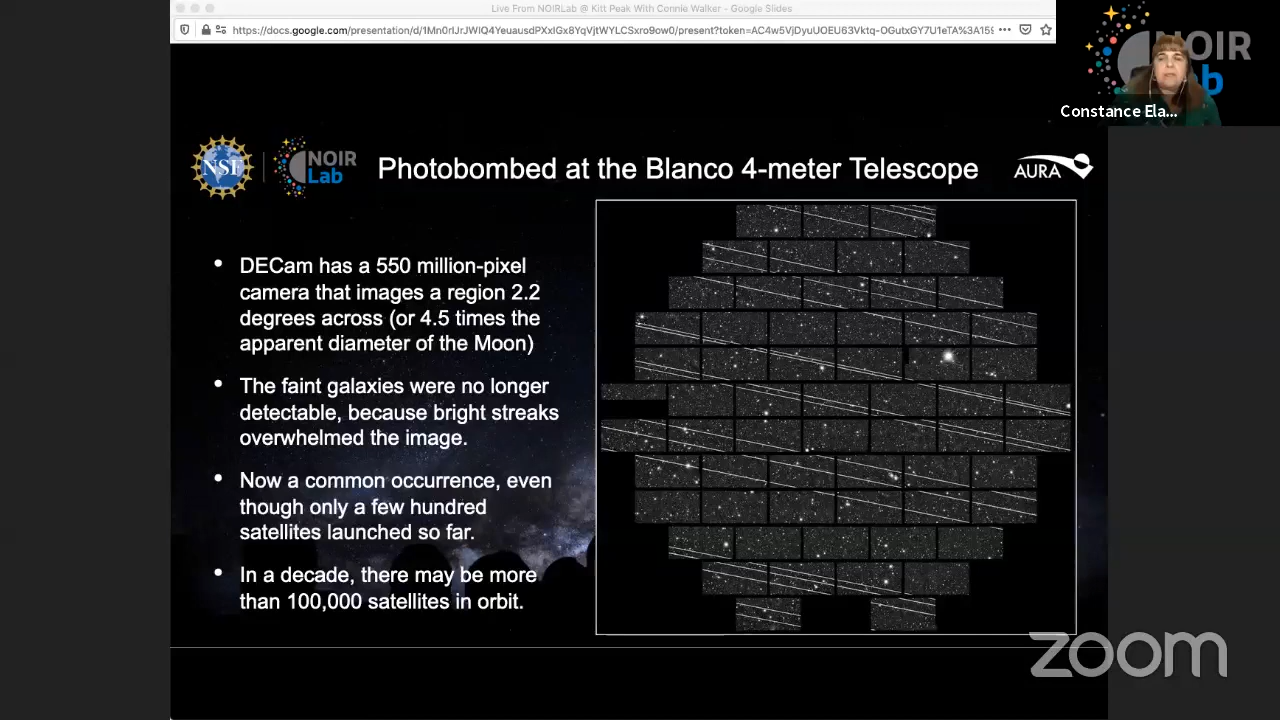 Live From NOIRLab @ Kitt Peak With Connie Walker - Google Slides
NOIR
b
Constance Ela...
NSF
NOIR
Lab
Photobombed at the Blanco 4-meter Telescope
AURA
• DECam has a 550 million-pixel
camera that images a region 2.2
degrees across (or 4.5 times the
apparent diameter of the Moon)
• The faint galaxies were no longer
detectable, because bright streaks
overwhelmed the image.
• Now a common occurrence, even
though only a few hundred
satellites launched so far.
• In a decade, there may be more
than 100,000 satellites in orbit.
zoom